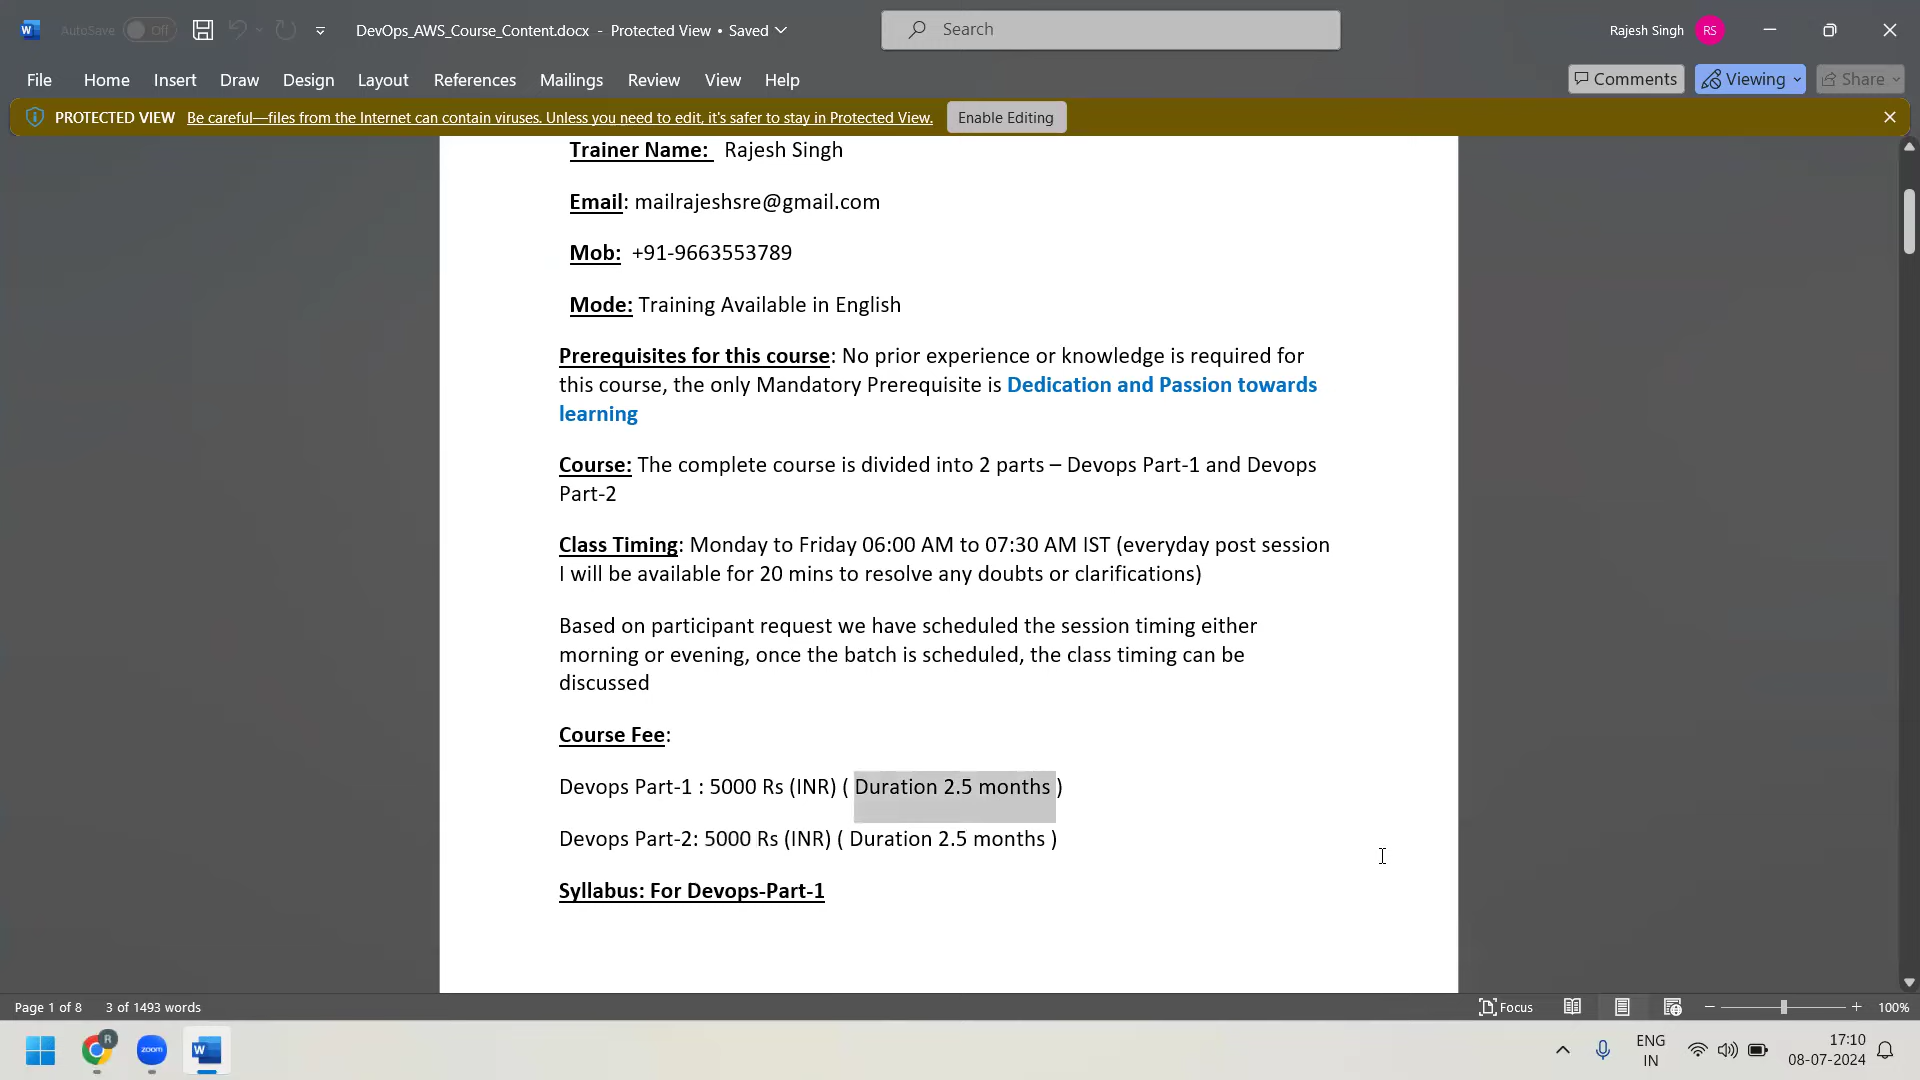 AutoSave Off DevOps_AWS_Course_Content.docx - Protected View • Saved Search Rajesh Singh RS
File Home Insert Draw Design Layout References Mailings Review View Help Comments Viewing Share
PROTECTED VIEW Be careful—files from the Internet can contain viruses. Unless you need to edit, it's safer to stay in Protected View. Enable Editing
Trainer Name: Rajesh Singh
Email: mailrajeshsre@gmail.com
Mob: +91-9663553789
Mode: Training Available in English
Prerequisites for this course: No prior experience or knowledge is required for
this course, the only Mandatory Prerequisite is Dedication and Passion towards
learning
Course: The complete course is divided into 2 parts – Devops Part-1 and Devops
Part-2
Class Timing: Monday to Friday 06:00 AM to 07:30 AM IST (everyday post session
I will be available for 20 mins to resolve any doubts or clarifications)
Based on participant request we have scheduled the session timing either
morning or evening, once the batch is scheduled, the class timing can be
discussed
Course Fee:
Devops Part-1 : 5000 Rs (INR) ( Duration 2.5 months )
Devops Part-2: 5000 Rs (INR) ( Duration 2.5 months )
Syllabus: For Devops-Part-1
Page 1 of 8 3 of 1493 words Focus 100%
R zoom W ENG 17:10
IN 08-07-2024